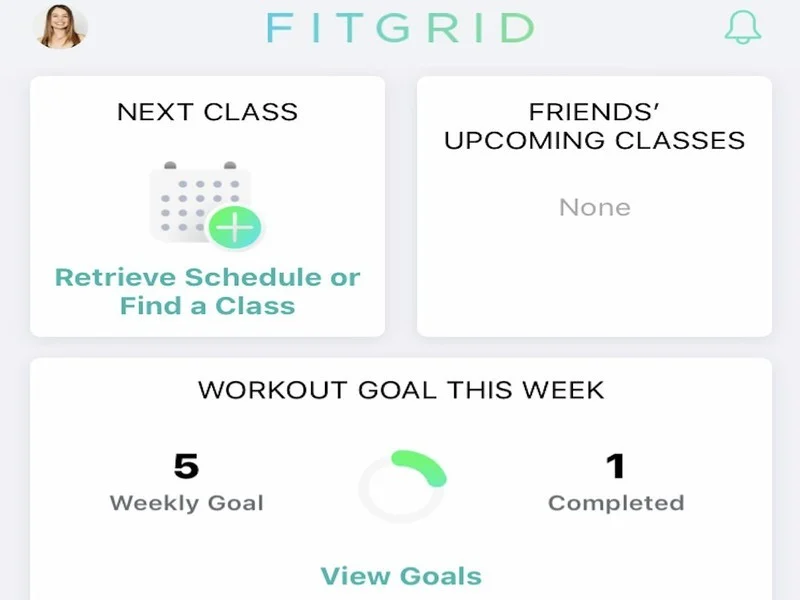 FITGRID
NEXT CLASS
Retrieve Schedule or
Find a Class
FRIENDS’
UPCOMING CLASSES
None
WORKOUT GOAL THIS WEEK
5
Weekly Goal
1
Completed
View Goals